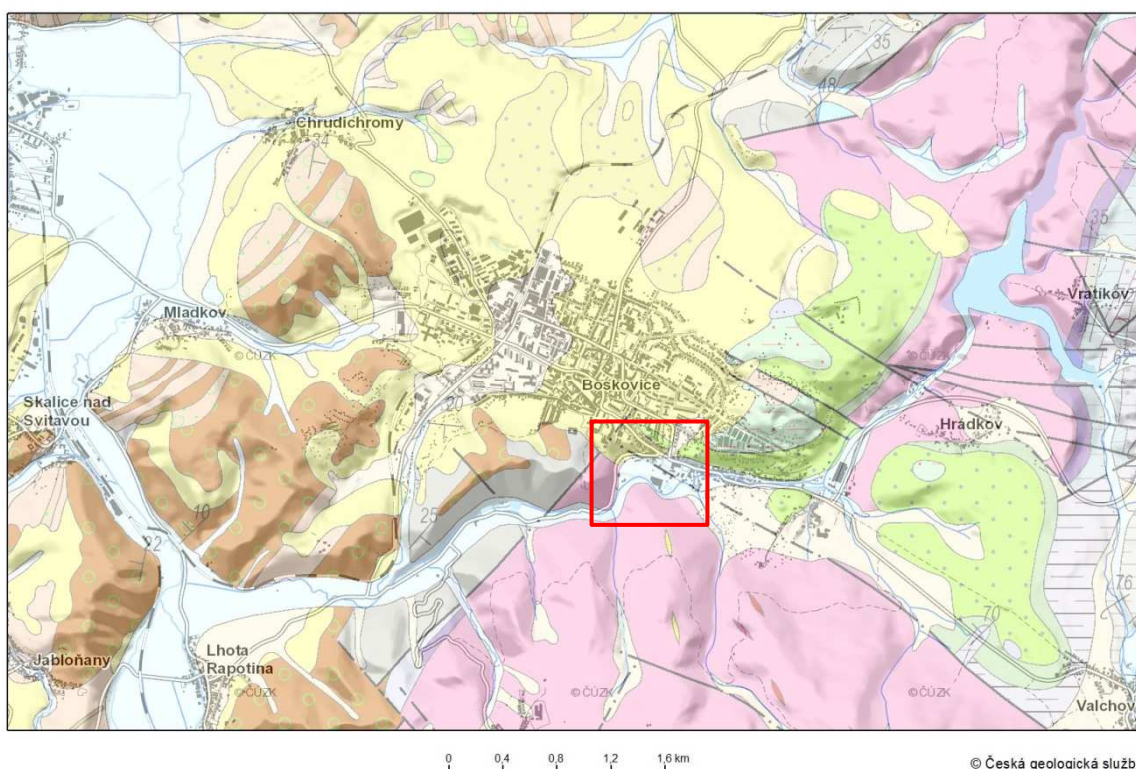 35
48
Chrudichromy
34
35
Vratíkov
©ČÚZK
©ČÚZK
©ČÚZK
Mladkov
Boskovice
Skalice nad
Svitavou
20
Hrádkov
10
25
22
76
70
Lhota
Rapotina
Jabloňany
©ČÚZK
©ČÚZK
©ČÚZK
Valchov
0 0,4 0,8 1,2 1,6 km
© Česká geologická služb